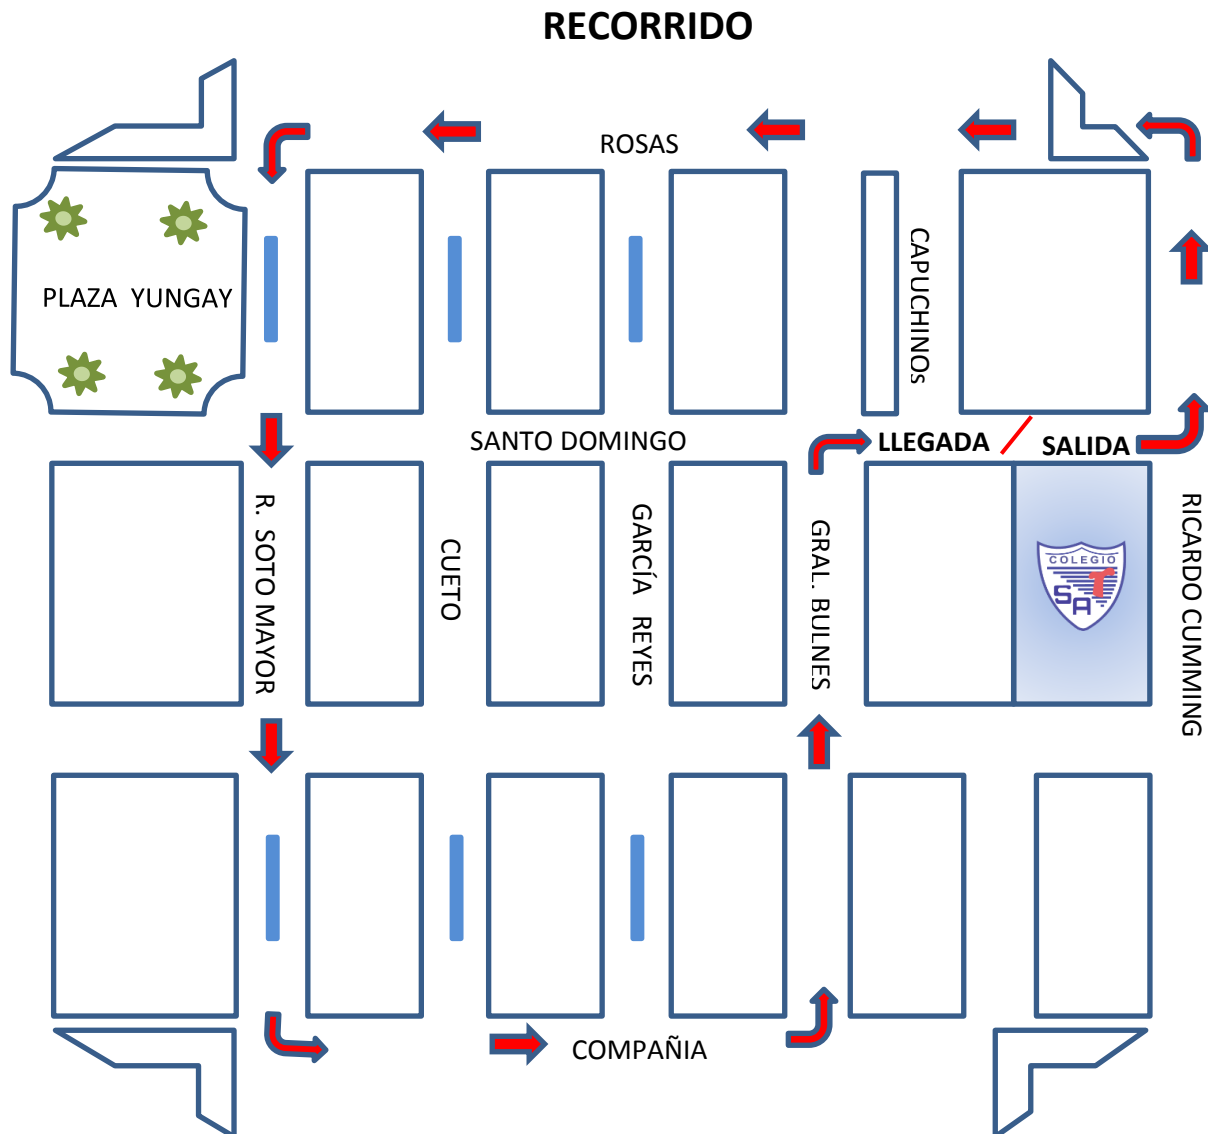 RECORRIDO
ROSAS
PLAZA YUNGAY
CAPUCHINOs
SANTO DOMINGO
LLEGADA
SALIDA
R. SOTO MAYOR
CUETO
GARCÍA REYES
GRAL. BULNES
COLEGIO
SAT
RICARDO CUMMING
COMPAÑIA